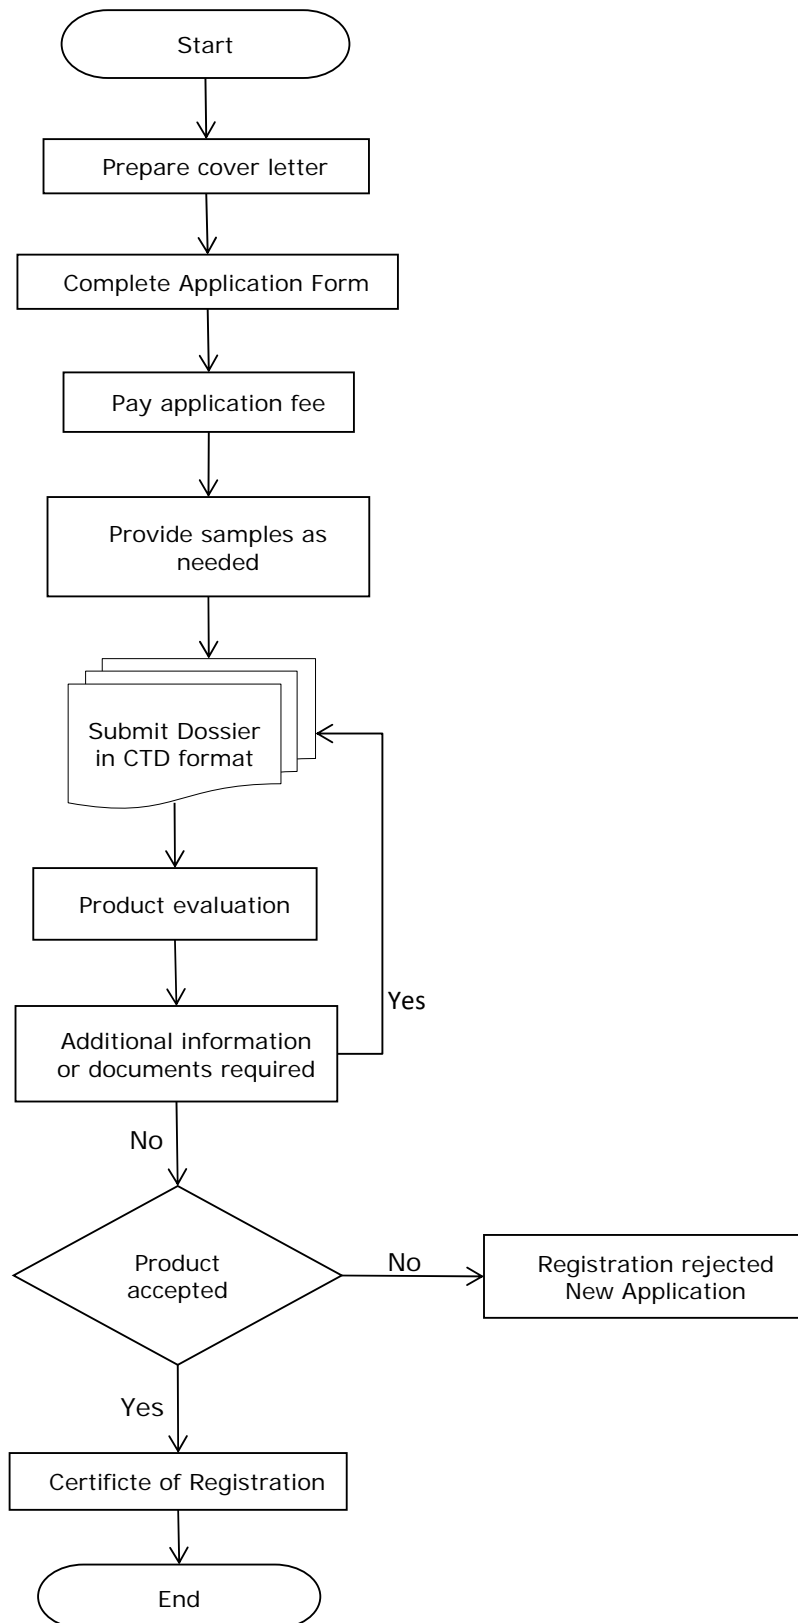 Start
Prepare cover letter
Complete Application Form
Pay application fee
Provide samples as
needed
Submit Dossier
in CTD format
Product evaluation
Yes
Additional information
or documents required
No
Product
accepted
No
Registration rejected
New Application
Yes
Certificte of Registration
End